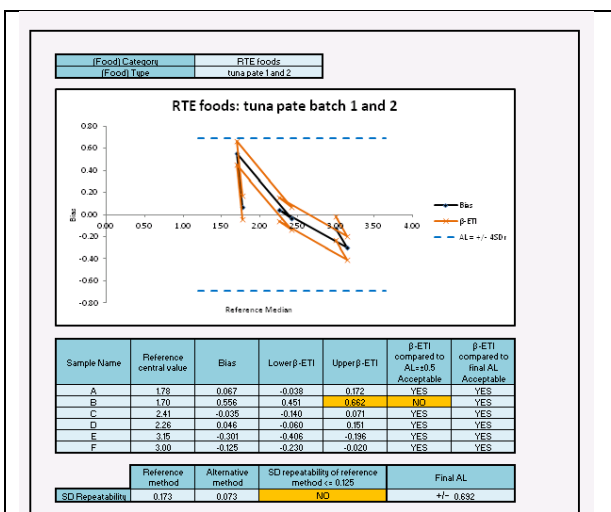 (Food) Category RTE foods
(Food) Type tuna pate 1 and 2
RTE foods: tuna pate batch 1 and 2
0.80
0.60
0.40
0.20
0.00
-0.20
-0.40
-0.60
-0.80
Bias
0.00 0.50 1.00 1.50 2.00 2.50 3.00 3.50 4.00
Reference Median
Bias
β-ETI
AL = +/- 4SDr
Sample Name Reference central value Bias Lower β-ETI Upper β-ETI β-ETI compared to AL=±0.5 Acceptable β-ETI compared to final AL Acceptable
A 1.78 0.067 -0.038 0.172 YES YES
B 1.70 0.556 0.451 0.662 NO YES
C 2.41 -0.035 -0.140 0.071 YES YES
D 2.26 0.046 -0.060 0.151 YES YES
E 3.15 -0.301 -0.406 -0.196 YES YES
F 3.00 -0.125 -0.230 -0.020 YES YES
Reference method Alternative method SD repeatability of reference method <= 0.125 Final AL
SD Repeatability 0.173 0.073 NO +/- 0.692